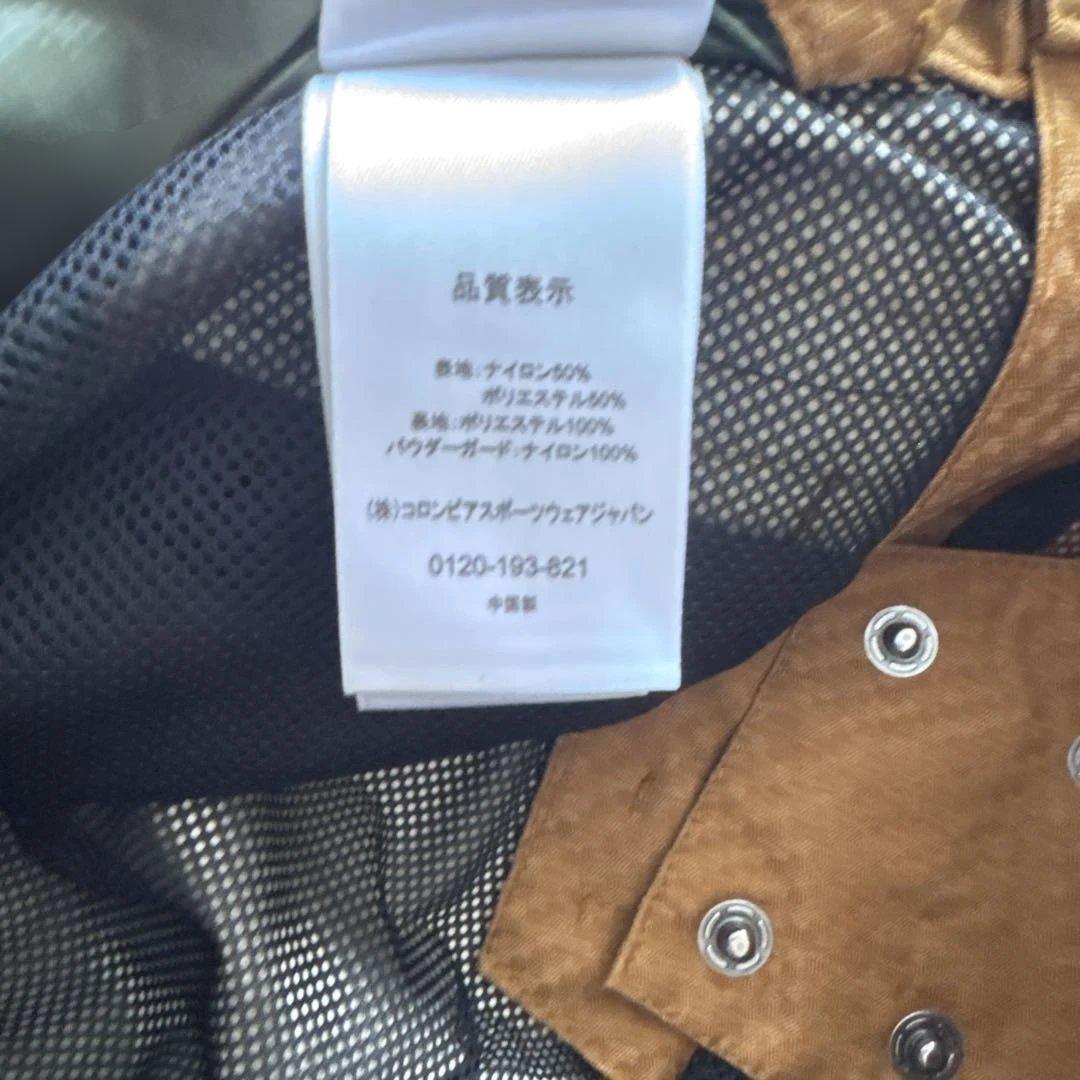 品質表示
表地:ナイロン50%
ポリエステル50%
裏地:ポリエステル100%
パウダーガード:ナイロン100%
(株)コロンビアスポーツウェアジャパン
0120-193-821
中国製